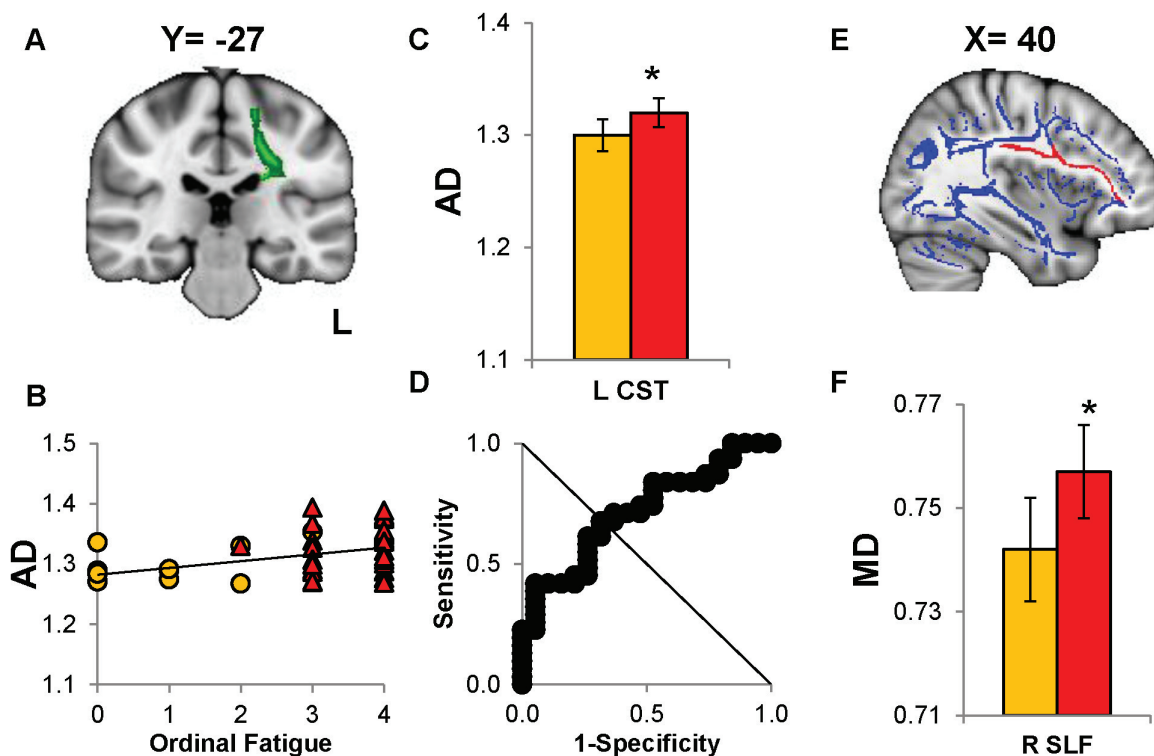 A
Y= -27
L
B
AD
1.5
1.4
1.3
1.2
1.1
0
1
2
3
4
Ordinal Fatigue
C
AD
1.4
1.3
1.2
1.1
*
L CST
D
Sensitivity
1.0
0.5
0.0
0.0
0.5
1.0
1-Specificity
E
X= 40
F
MD
0.77
0.75
0.73
0.71
*
R SLF